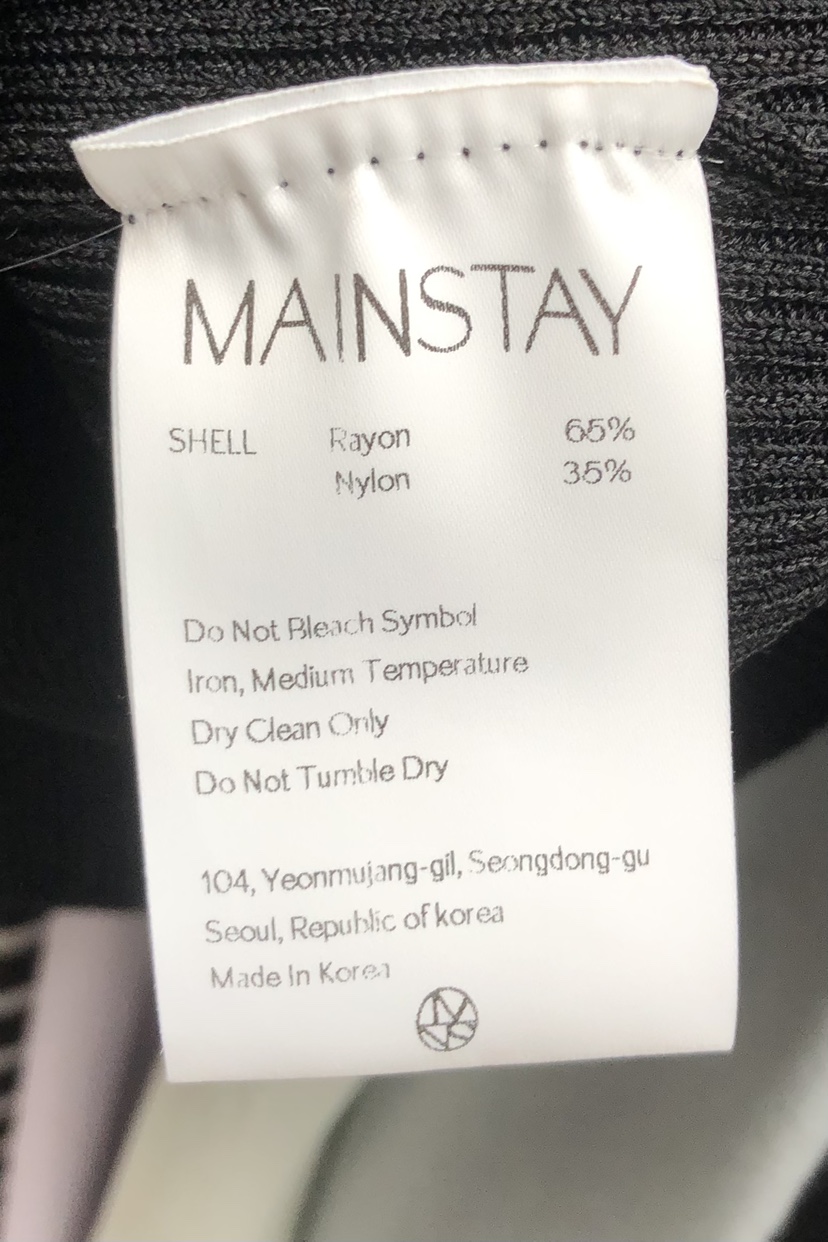 MAINSTAY
SHELL Rayon 65%
Nylon 35%
Do Not Bleach Symbol
Iron, Medium Temperature
Dry Clean Only
Do Not Tumble Dry
104, Yeonmujang-gil, Seongdong-gu
Seoul, Republic of korea
Made In Korea